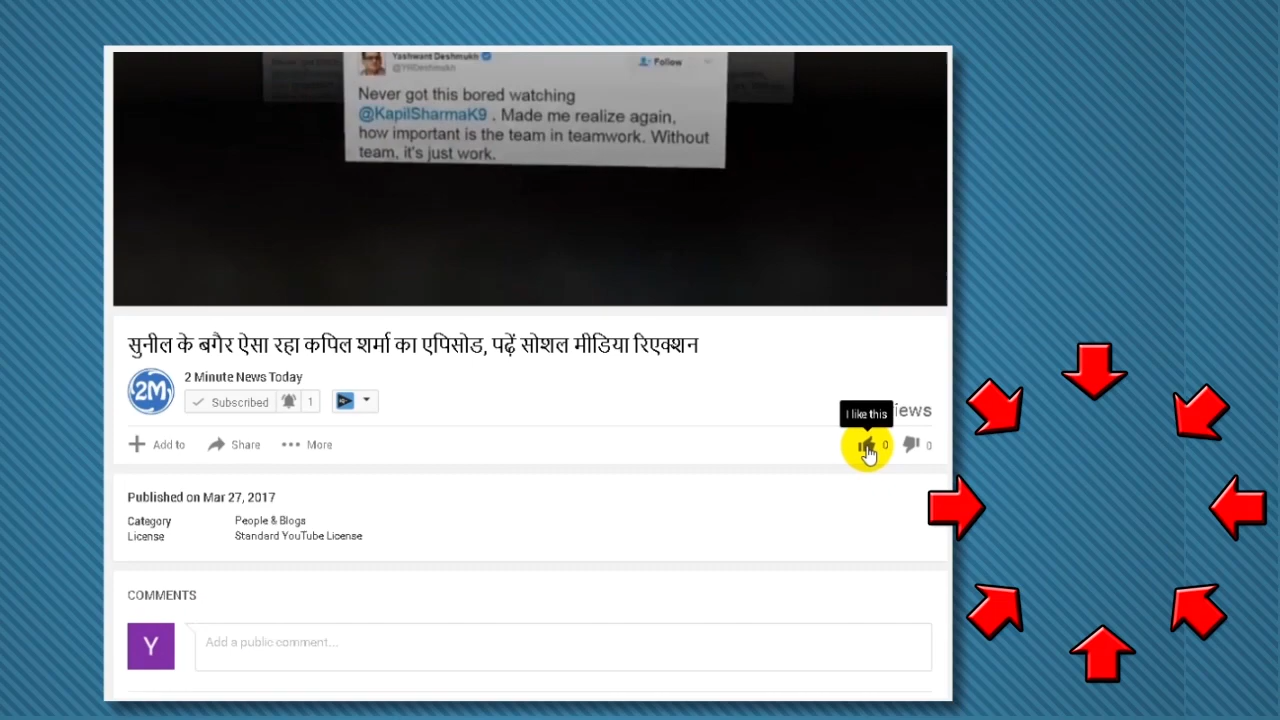 Yashwant Deshmukh
@YRDeshmukh
Follow
Never got this bored watching
@KapilSharmaK9 . Made me realize again,
how important is the team in teamwork. Without
team, it's just work.
सुनील के बगैर ऐसा रहा कपिल शर्मा का एपिसोड, पढ़ें सोशल मीडिया रिएक्शन
2M
2 Minute News Today
Subscribed 1
I like this
iews
Add to Share More
0 0
Published on Mar 27, 2017
Category People & Blogs
License Standard YouTube License
COMMENTS
Y
Add a public comment...